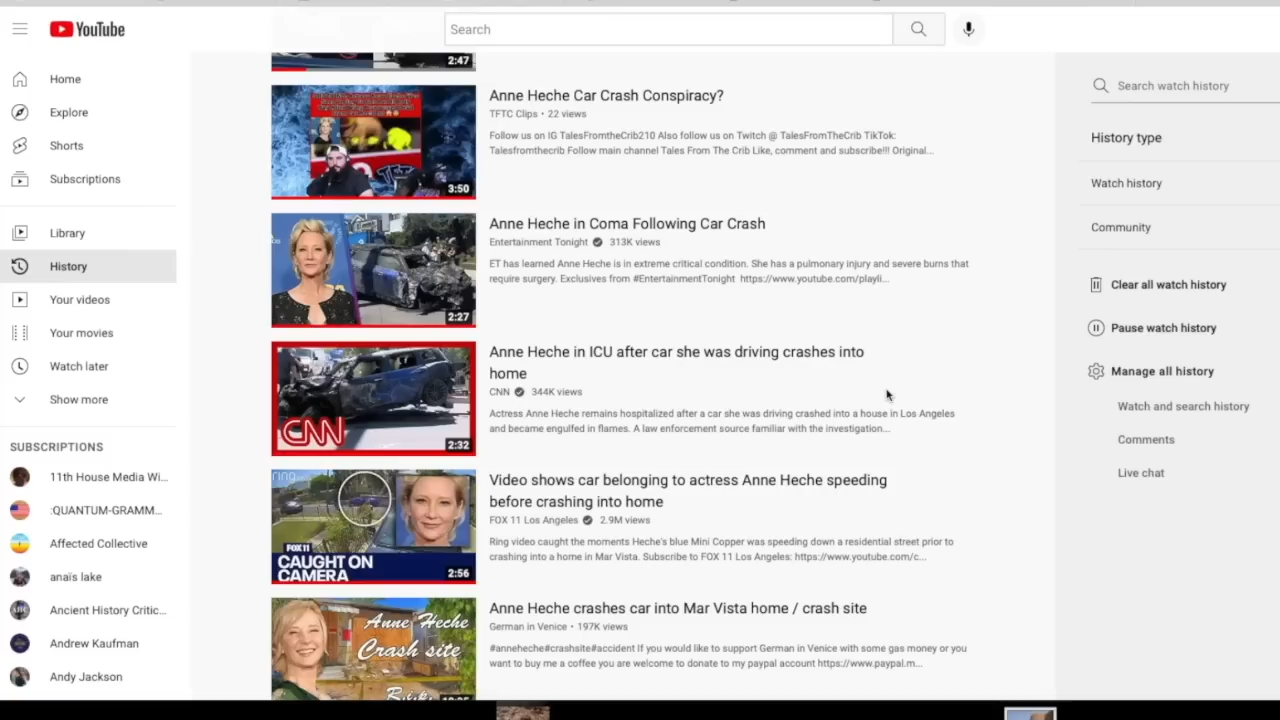 YouTube
Search
Home
Explore
Shorts
Subscriptions
Library
History
Your videos
Your movies
Watch later
Show more
SUBSCRIPTIONS
11th House Media Wi...
:QUANTUM-GRAMM...
Affected Collective
anaïs lake
Ancient History Critic...
Andrew Kaufman
Andy Jackson
2:47
3:50
Anne Heche Car Crash Conspiracy?
TFTC Clips • 22 views
Follow us on IG TalesFromtheCrib210 Also follow us on Twitch @ TalesFromTheCrib TikTok:
Talesfromthecrib Follow main channel Tales From The Crib Like, comment and subscribe!!! Original...
2:27
Anne Heche in Coma Following Car Crash
Entertainment Tonight 313K views
ET has learned Anne Heche is in extreme critical condition. She has a pulmonary injury and severe burns that
require surgery. Exclusives from #EntertainmentTonight https://www.youtube.com/playli...
CNN
2:32
Anne Heche in ICU after car she was driving crashes into
home
CNN 344K views
Actress Anne Heche remains hospitalized after a car she was driving crashed into a house in Los Angeles
and became engulfed in flames. A law enforcement source familiar with the investigation...
ring
FOX 11
CAUGHT ON
CAMERA
2:56
Video shows car belonging to actress Anne Heche speeding
before crashing into home
FOX 11 Los Angeles 2.9M views
Ring video caught the moments Heche's blue Mini Copper was speeding down a residential street prior to
crashing into a home in Mar Vista. Subscribe to FOX 11 Los Angeles: https://www.youtube.com/c...
Anne Heche
Crash site
Anne Heche crashes car into Mar Vista home / crash site
German in Venice • 197K views
#anneheche#crashsite#accident If you would like to support German in Venice with some gas money or you
want to buy me a coffee you are welcome to donate to my paypal account https://www.paypal.m...
Search watch history
History type
Watch history
Community
Clear all watch history
Pause watch history
Manage all history
Watch and search history
Comments
Live chat